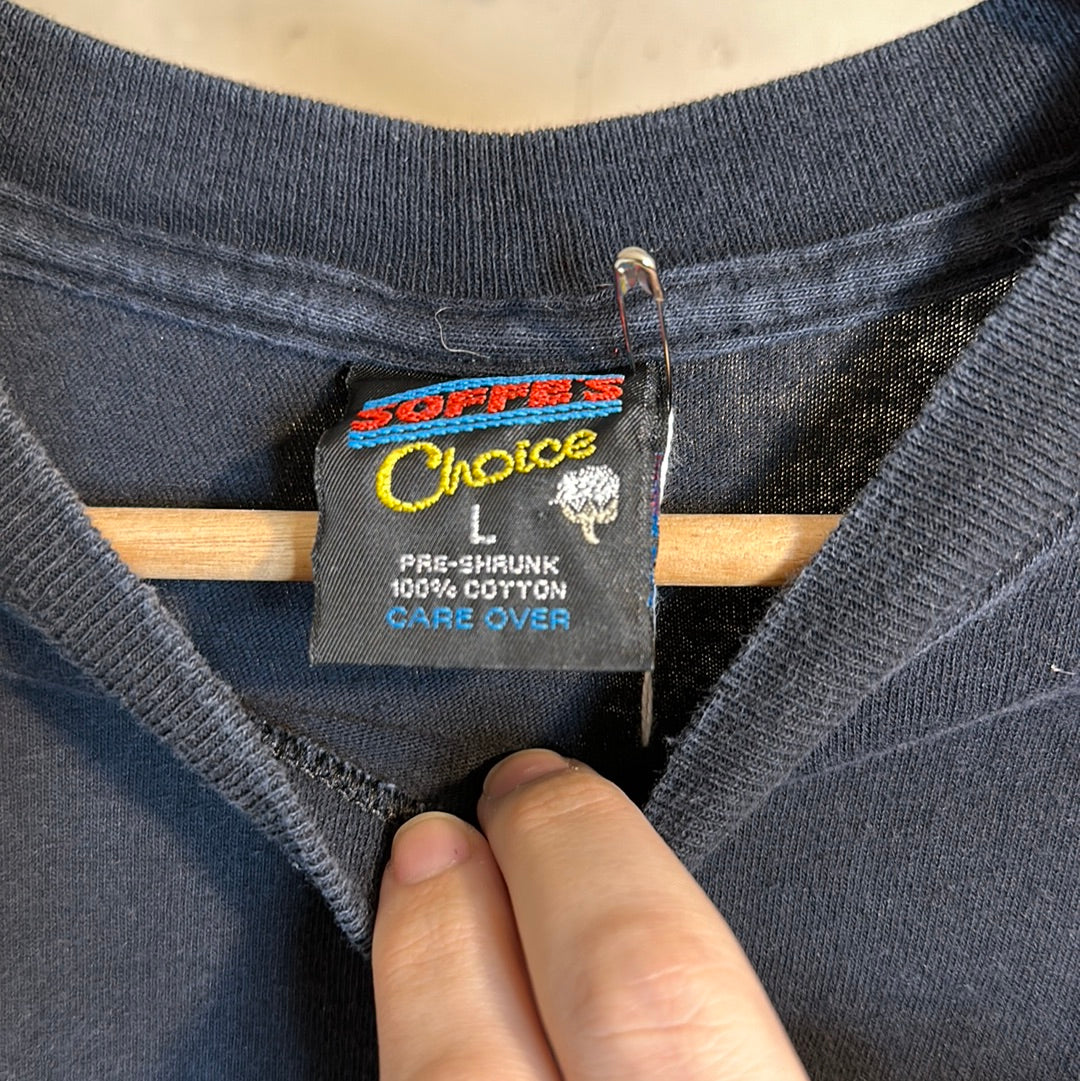 SOFFE'S
Choice
L
PRE-SHRUNK
100% COTTON
CARE OVER